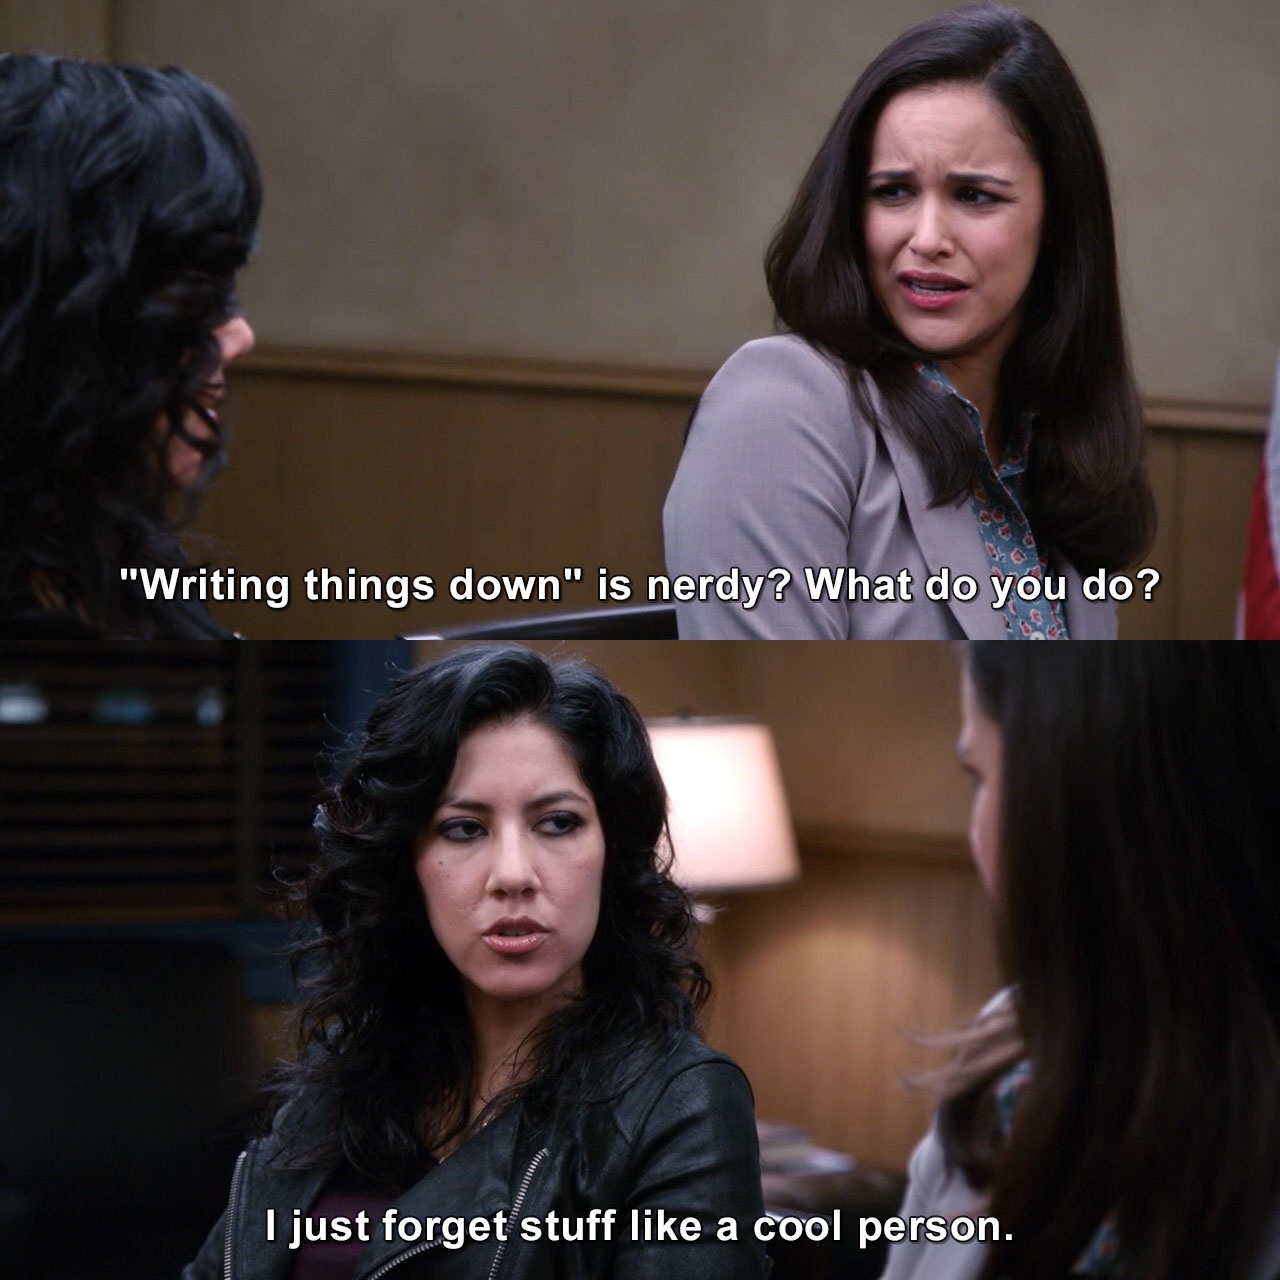 "Writing things down" is nerdy? What do you do?
I just forget stuff like a cool person.